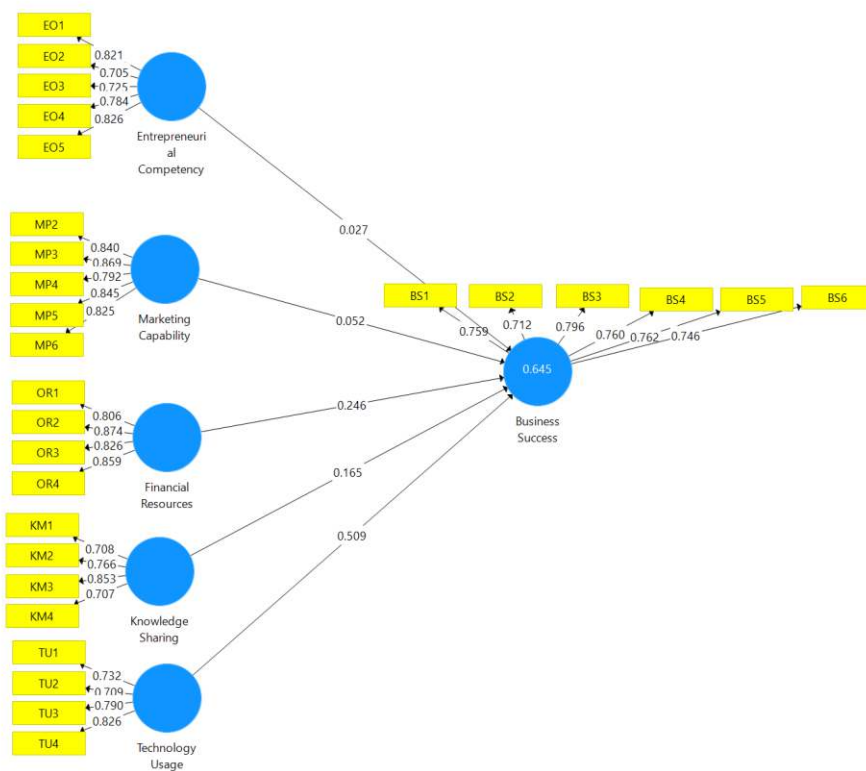 EO1
0.821
EO2
0.705
EO3
0.725
EO4
0.784
EO5
0.826
Entrepreneuri
al
Competency
0.027
MP2
0.840
MP3
0.869
MP4
0.792
MP5
0.845
MP6
0.825
Marketing
Capability
0.052
BS1
BS2
BS3
BS4
BS5
BS6
0.759
0.712
0.796
0.760
0.762
0.746
0.645
Business
Success
OR1
0.806
OR2
0.874
OR3
0.826
OR4
0.859
Financial
Resources
0.246
KM1
0.708
KM2
0.766
KM3
0.853
KM4
0.707
Knowledge
Sharing
0.165
TU1
0.732
TU2
0.709
TU3
0.790
TU4
0.826
Technology
Usage
0.509